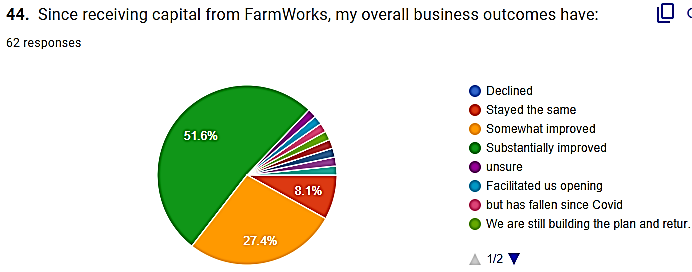 44. Since receiving capital from FarmWorks, my overall business outcomes have:
62 responses
51.6%
8.1%
27.4%
Declined
Stayed the same
Somewhat improved
Substantially improved
unsure
Facilitated us opening
but has fallen since Covid
We are still building the plan and retur.
1/2